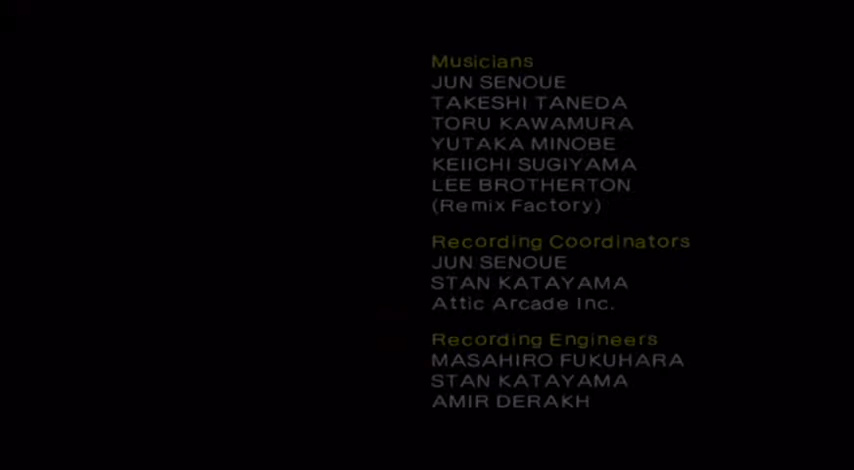 Musicians
JUN SENOUE
TAKESHI TANEDA
TORU KAWAMURA
YUTAKA MINOBE
KEIICHI SUGIYAMA
LEE BROTHERTON
(Remix Factory)
Recording Coordinators
JUN SENOUE
STAN KATAYAMA
Attic Arcade Inc.
Recording Engineers
MASAHIRO FUKUHARA
STAN KATAYAMA
AMIR DERAKH